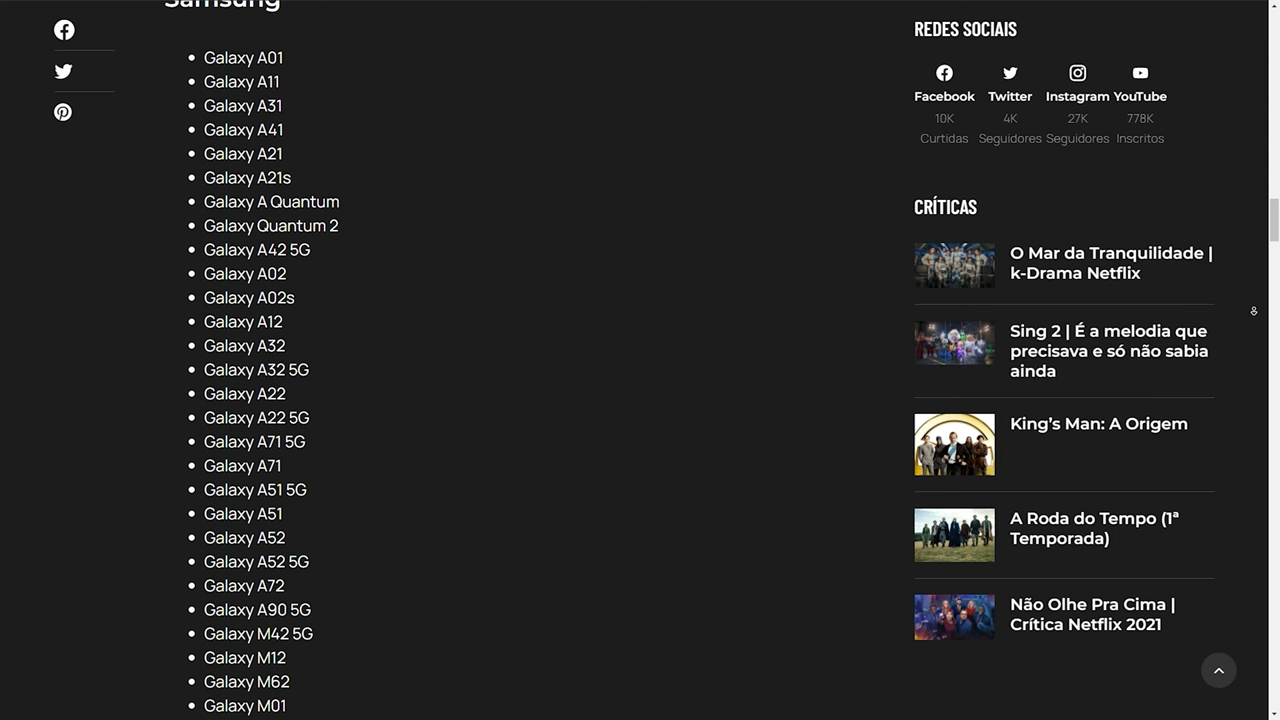 Samsung
Galaxy A01
Galaxy A11
Galaxy A31
Galaxy A41
Galaxy A21
Galaxy A21s
Galaxy A Quantum
Galaxy Quantum 2
Galaxy A42 5G
Galaxy A02
Galaxy A02s
Galaxy A12
Galaxy A32
Galaxy A32 5G
Galaxy A22
Galaxy A22 5G
Galaxy A71 5G
Galaxy A71
Galaxy A51 5G
Galaxy A51
Galaxy A52
Galaxy A52 5G
Galaxy A72
Galaxy A90 5G
Galaxy M42 5G
Galaxy M12
Galaxy M62
Galaxy M01
REDES SOCIAIS
Facebook Twitter Instagram YouTube
10K 4K 27K 778K
Curtidas Seguidores Seguidores Inscritos
CRÍTICAS
O Mar da Tranquilidade |
k-Drama Netflix
Sing 2 | É a melodia que
precisava e só não sabia
ainda
King’s Man: A Origem
A Roda do Tempo (1ª
Temporada)
Não Olhe Pra Cima |
Crítica Netflix 2021